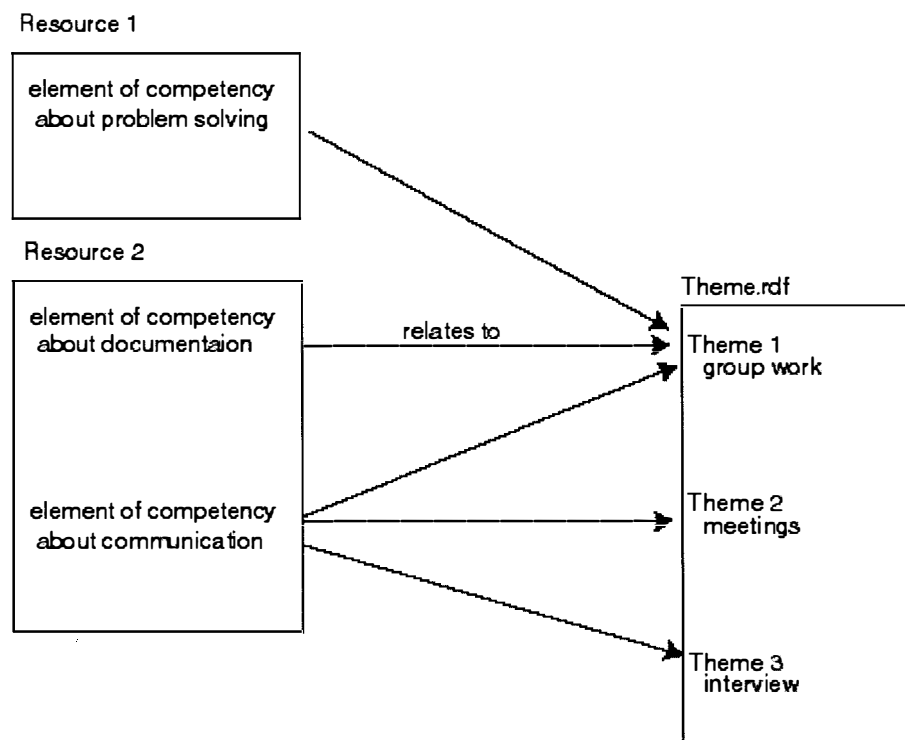 Resource 1
element of competency
about problem solving
Resource 2
element of competency
about documentaion
relates to
element of competency
about communication
Theme.rdf
Theme 1
group work
Theme 2
meetings
Theme 3
interview